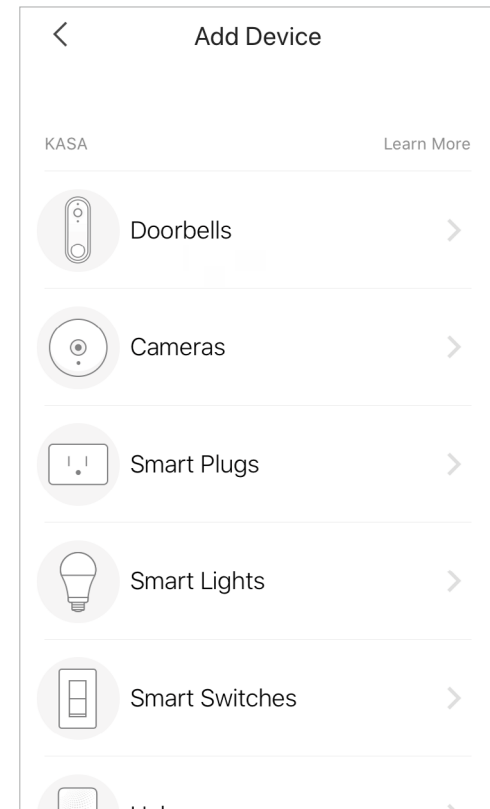 Add Device
KASA Learn More
Doorbells
Cameras
Smart Plugs
Smart Lights
Smart Switches